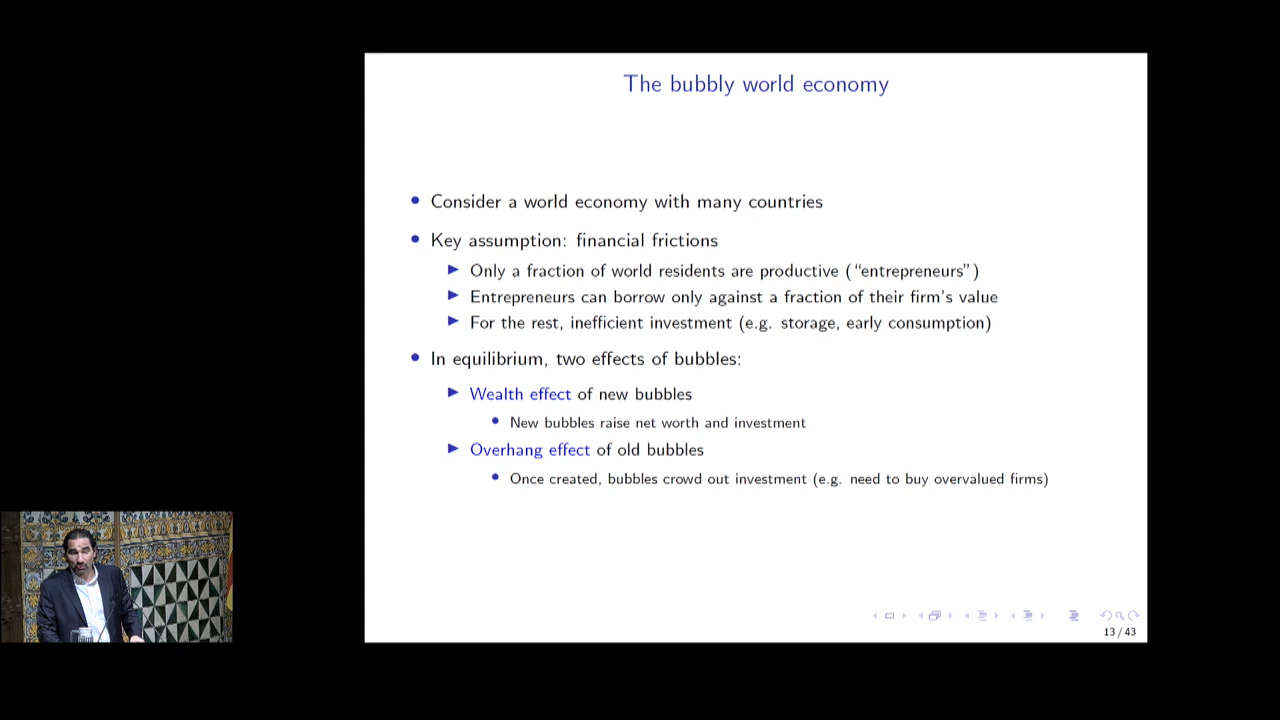 The bubbly world economy
Consider a world economy with many countries
Key assumption: financial frictions
Only a fraction of world residents are productive (“entrepreneurs”)
Entrepreneurs can borrow only against a fraction of their firm's value
For the rest, inefficient investment (e.g. storage, early consumption)
In equilibrium, two effects of bubbles:
Wealth effect of new bubbles
New bubbles raise net worth and investment
Overhang effect of old bubbles
Once created, bubbles crowd out investment (e.g. need to buy overvalued firms)
13 / 43